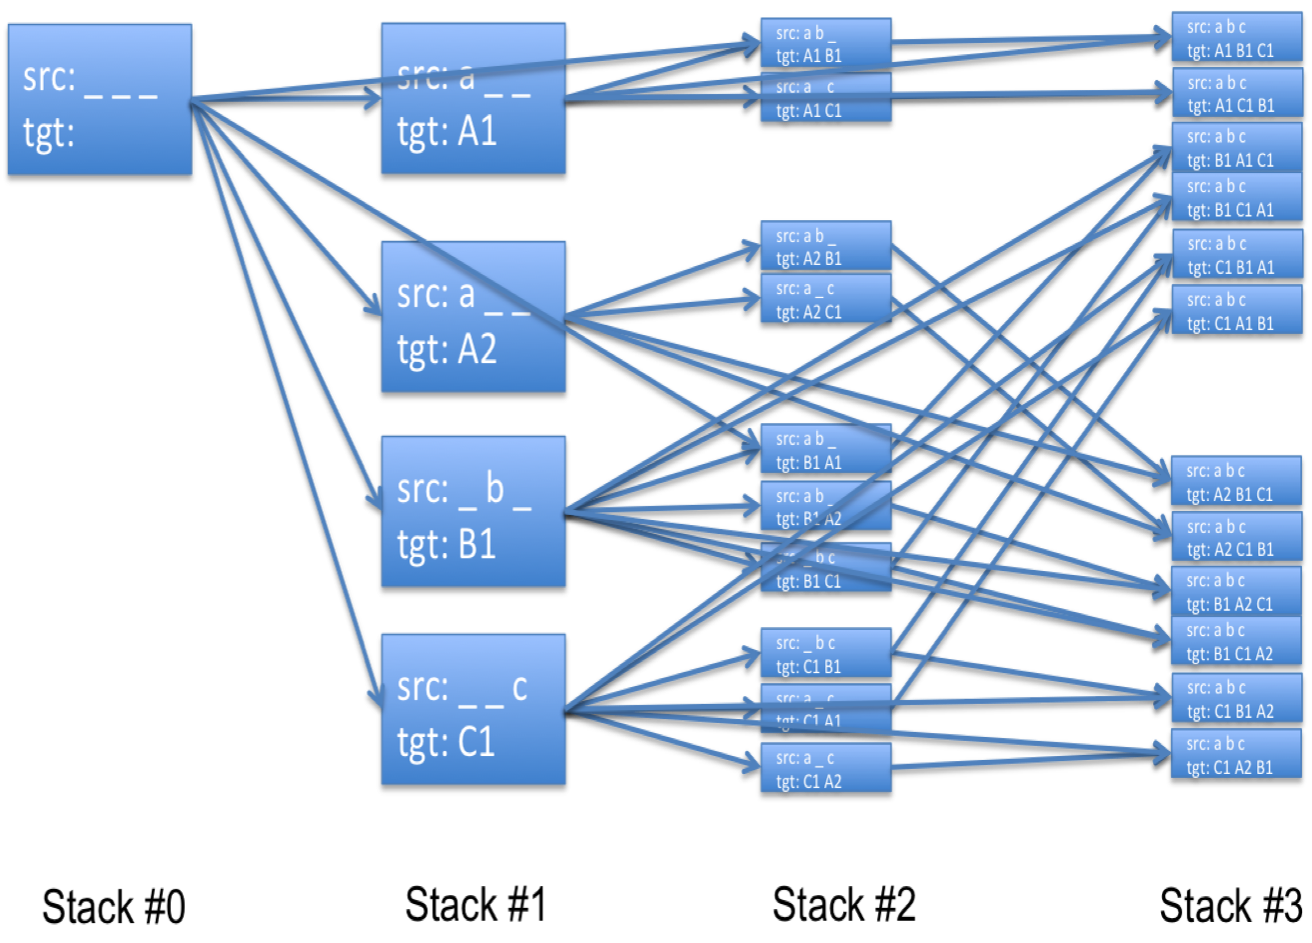 src: _ _ _
tgt:
src: a _ _
tgt: A1
src: a _ _
tgt: A2
src: _ b _
tgt: B1
src: _ _ c
tgt: C1
src: a b _
tgt: A1 B1
src: a _ c
tgt: A1 C1
src: a b _
tgt: A2 B1
src: a _ c
tgt: A2 C1
src: a b _
tgt: B1 A1
src: a b _
tgt: B1 A2
src: _ b c
tgt: B1 C1
src: _ b c
tgt: C1 B1
src: a _ c
tgt: C1 A1
src: a _ c
tgt: C1 A2
src: a b c
tgt: A1 B1 C1
src: a b c
tgt: A1 C1 B1
src: a b c
tgt: B1 A1 C1
src: a b c
tgt: B1 C1 A1
src: a b c
tgt: C1 B1 A1
src: a b c
tgt: C1 A1 B1
src: a b c
tgt: A2 B1 C1
src: a b c
tgt: A2 C1 B1
src: a b c
tgt: B1 A2 C1
src: a b c
tgt: B1 C1 A2
src: a b c
tgt: C1 B1 A2
src: a b c
tgt: C1 A2 B1
Stack #0
Stack #1
Stack #2
Stack #3